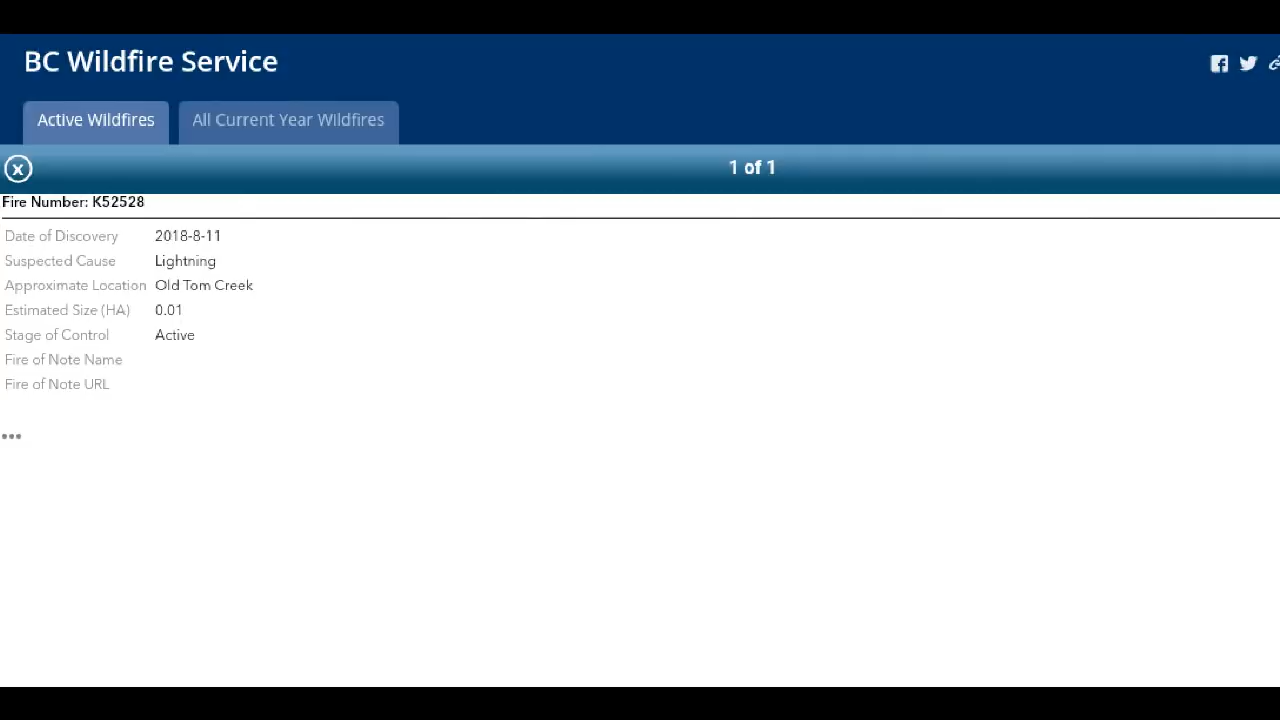 BC Wildfire Service
Active Wildfires
All Current Year Wildfires
x
1 of 1
Fire Number: K52528
Date of Discovery 2018-8-11
Suspected Cause Lightning
Approximate Location Old Tom Creek
Estimated Size (HA) 0.01
Stage of Control Active
Fire of Note Name
Fire of Note URL
•••